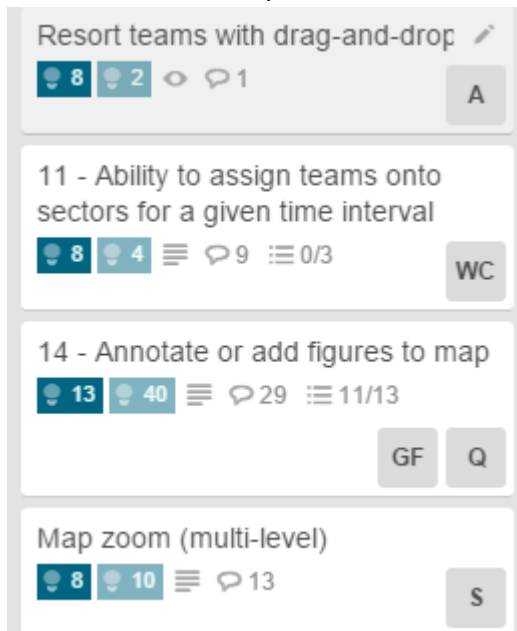 Resort teams with drag-and-drop
8 2 1
A
11 - Ability to assign teams onto
sectors for a given time interval
8 4 9 0/3
WC
14 - Annotate or add figures to map
13 40 29 11/13
GF Q
Map zoom (multi-level)
8 10 13
S